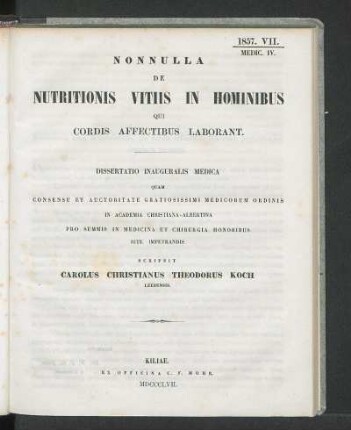 1857. VII.
MEDIC. IV.
NONNULLA
DE
NUTRITIONIS VITIIS IN HOMINIBUS
QUI
CORDIS AFFECTIBUS LABORANT.
DISSERTATIO INAUGURALIS MEDICA
QUAM
CONSENSU ET AUCTORITATE GRATIOSISSIMI MEDICORUM ORDINIS
IN ACADEMIA CHRISTIANA-ALBERTINA
PRO SUMMIS IN MEDICINA ET CHIRURGIA HONORIBUS
RITE IMPETRANDIS
SCRIPSIT
CAROLUS CHRISTIANUS THEODORUS KOCH
KILIAE.
EX OFFICINA C. F. MOHR.
MDCCCLVII.